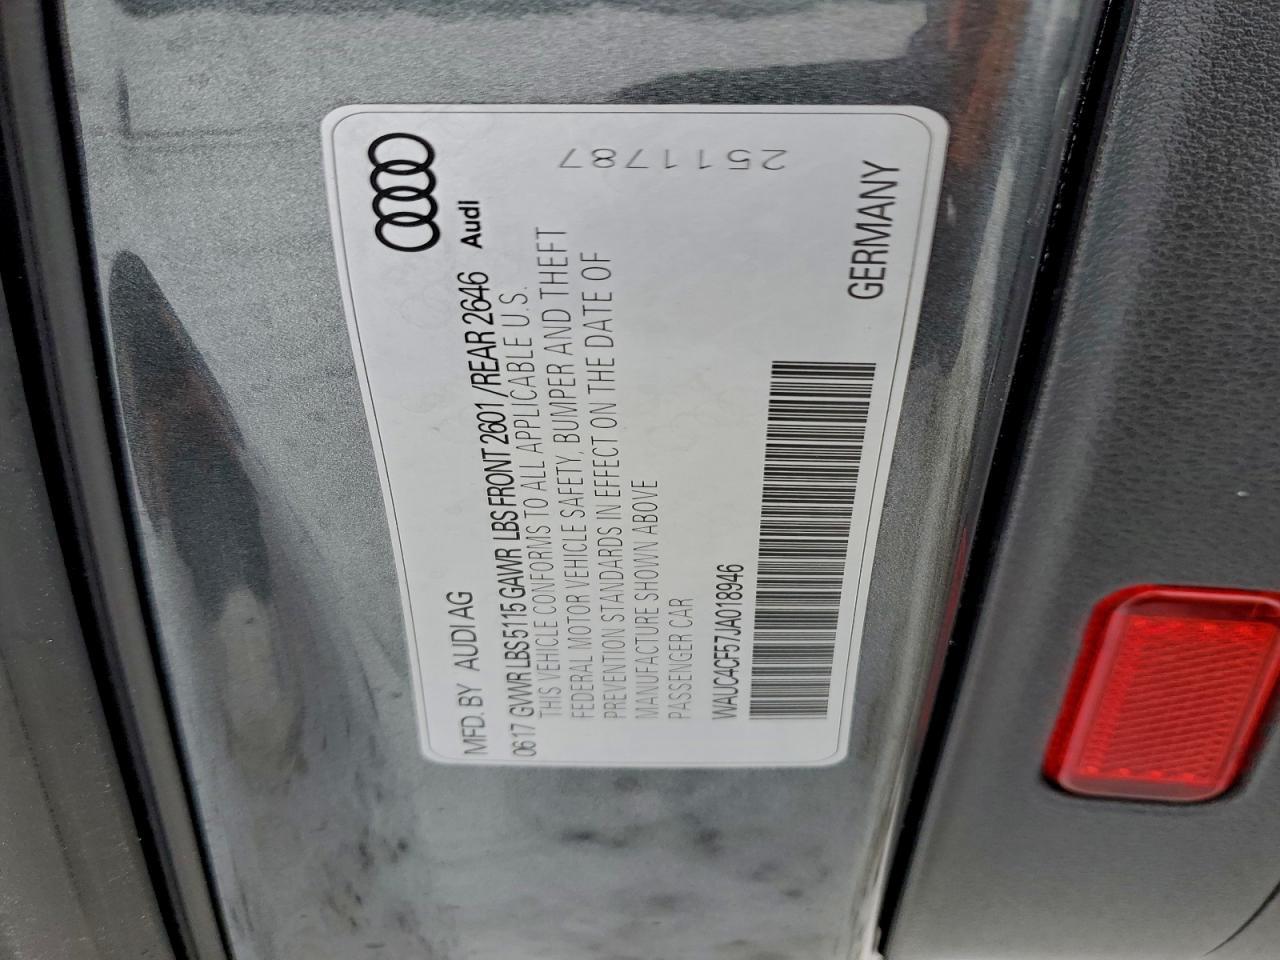 MFD. BY AUDI AG
Audi
0617 GVWR LBS 5115 GAWR LBS FRONT 2601 /REAR 2646
THIS VEHICLE CONFORMS TO ALL APPLICABLE U.S.
FEDERAL MOTOR VEHICLE SAFETY, BUMPER AND THEFT
PREVENTION STANDARDS IN EFFECT ON THE DATE OF
MANUFACTURE SHOWN ABOVE
PASSENGER CAR
WAUC4CF57JA018946
2511787
GERMANY